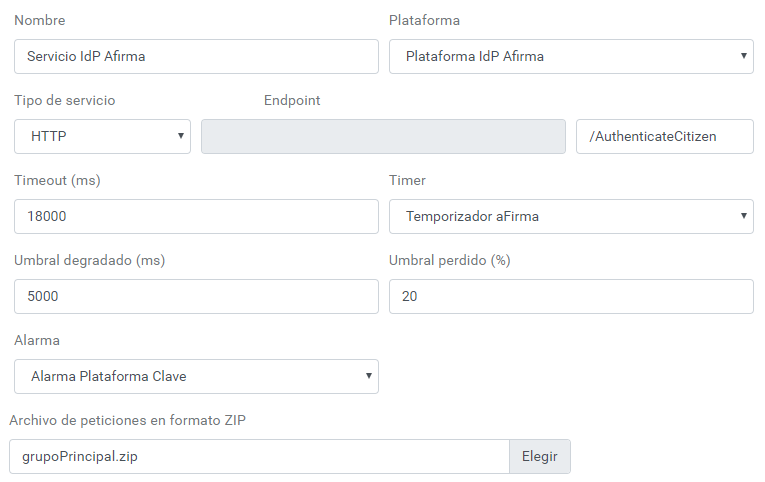 Nombre Plataforma
Servicio IdP Afirma Plataforma IdP Afirma
Tipo de servicio Endpoint
HTTP /AuthenticateCitizen
Timeout (ms) Timer
18000 Temporizador aFirma
Umbral degradado (ms) Umbral perdido (%)
5000 20
Alarma
Alarma Plataforma Clave
Archivo de peticiones en formato ZIP
grupoPrincipal.zip Elegir